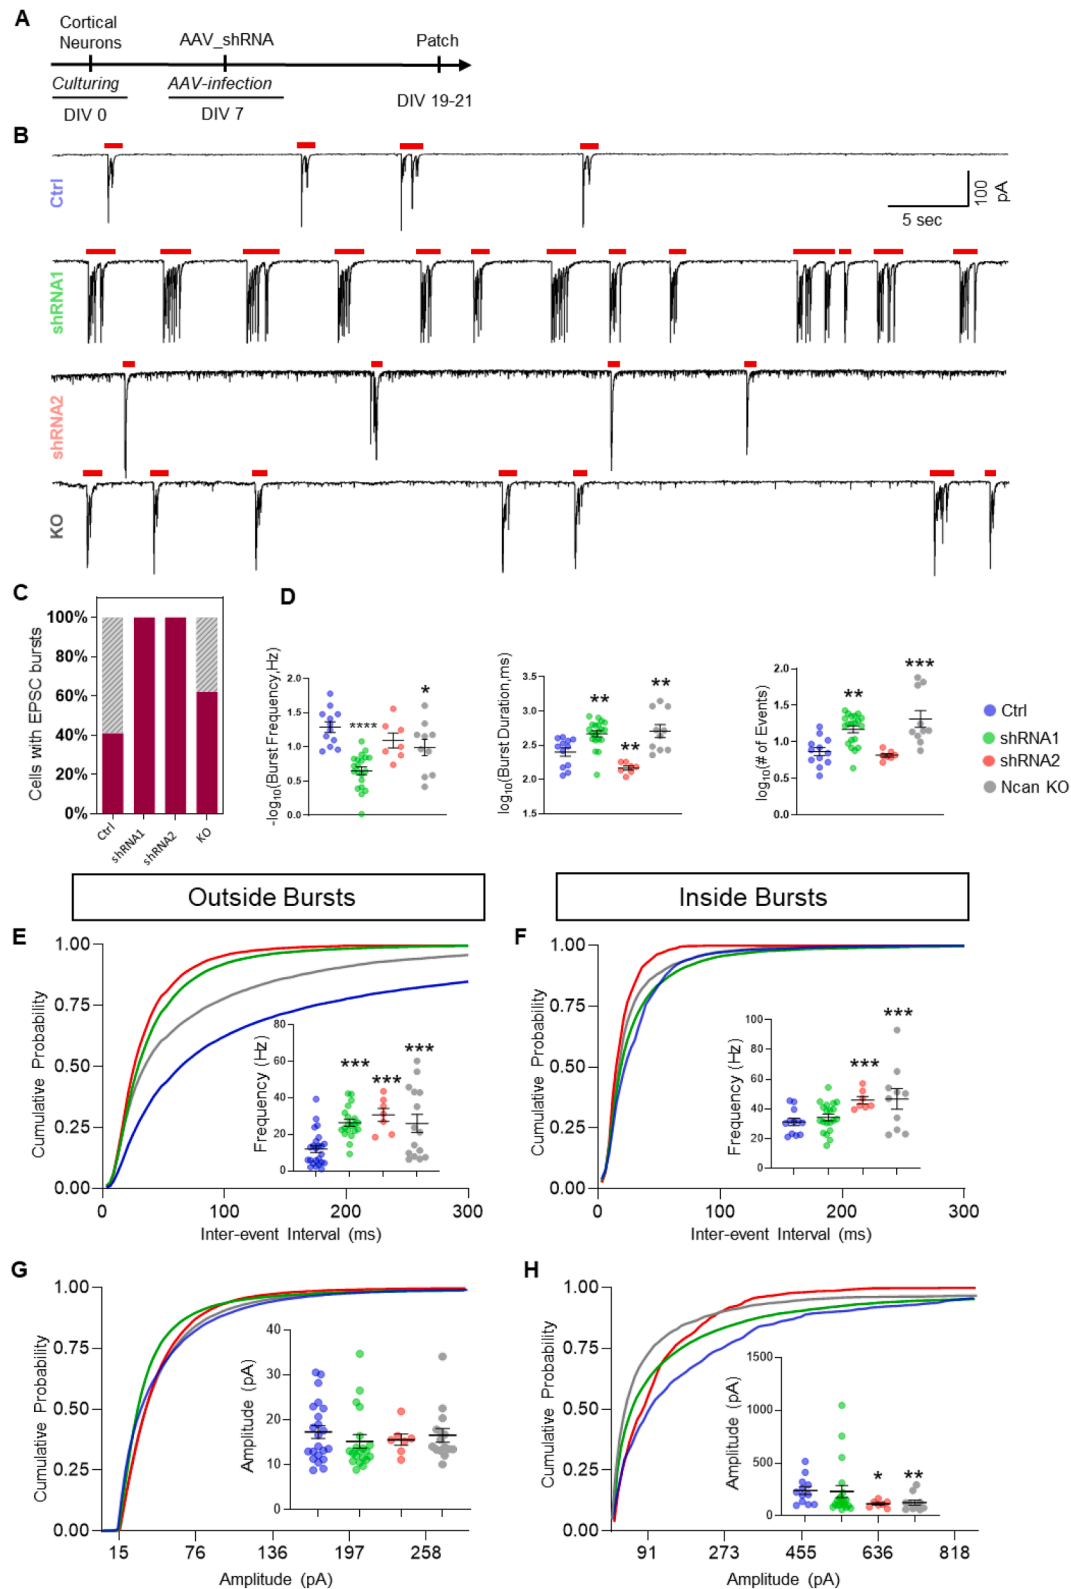 A
Cortical
Neurons
AAV_shRNA
Patch
Culturing
AAV-infection
DIV 0
DIV 7
DIV 19-21
B
Ctrl
100
pA
5 sec
shRNA1
shRNA2
KO
C
Cells with EPSC bursts
100%
80%
60%
40%
20%
0%
Ctrl
shRNA1
shRNA2
KO
D
-log10(Burst Frequency,Hz)
2.0
1.5
1.0
0.5
0.0
****
*
log10(Burst Duration,ms)
3.5
3.0
2.5
2.0
1.5
**
**
**
log10(# of Events)
2.0
1.5
1.0
0.5
0.0
**
***
Ctrl
shRNA1
shRNA2
Ncan KO
Outside Bursts
Inside Bursts
E
Cumulative Probability
1.00
0.75
0.50
0.25
0.00
0
100
200
300
Inter-event Interval (ms)
Frequency (Hz)
80
60
40
20
0
***
***
***
F
Cumulative Probability
1.00
0.75
0.50
0.25
0.00
0
100
200
300
Inter-event Interval (ms)
Frequency (Hz)
100
80
60
40
20
0
***
***
G
Cumulative Probability
1.00
0.75
0.50
0.25
0.00
15
76
136
197
258
Amplitude (pA)
Amplitude (pA)
40
30
20
10
0
H
Cumulative Probability
1.00
0.75
0.50
0.25
0.00
91
273
455
636
818
Amplitude (pA)
Amplitude (pA)
1500
1000
500
0
*
**